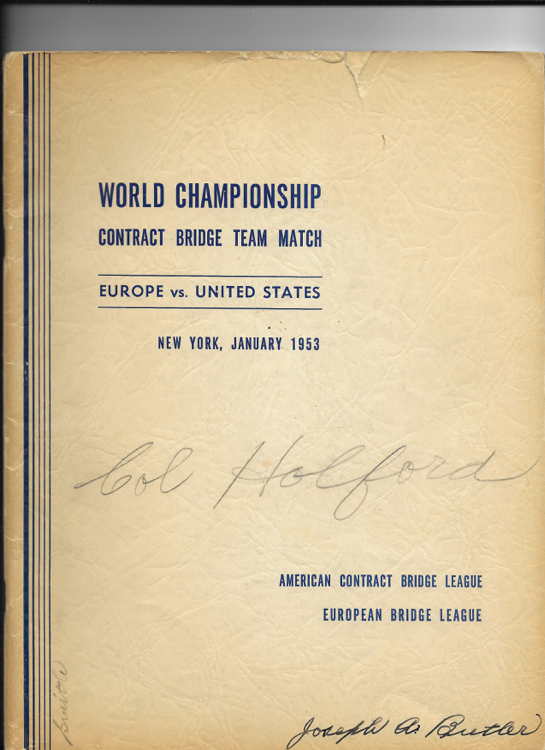 WORLD CHAMPIONSHIP
CONTRACT BRIDGE TEAM MATCH
EUROPE vs. UNITED STATES
NEW YORK, JANUARY 1953
Col Holford
AMERICAN CONTRACT BRIDGE LEAGUE
EUROPEAN BRIDGE LEAGUE
Joseph A. Butler